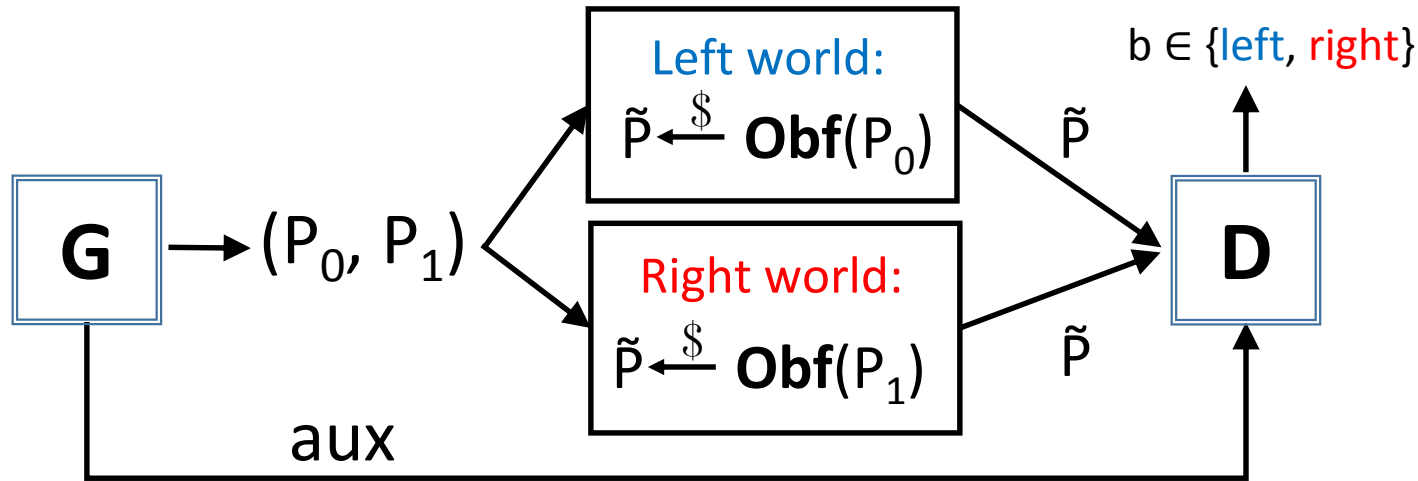 G
(P₀, P₁)
Left world:
P̃ ←$ Obf(P₀)
Right world:
P̃ ←$ Obf(P₁)
P̃
P̃
b ∈ {left, right}
D
aux